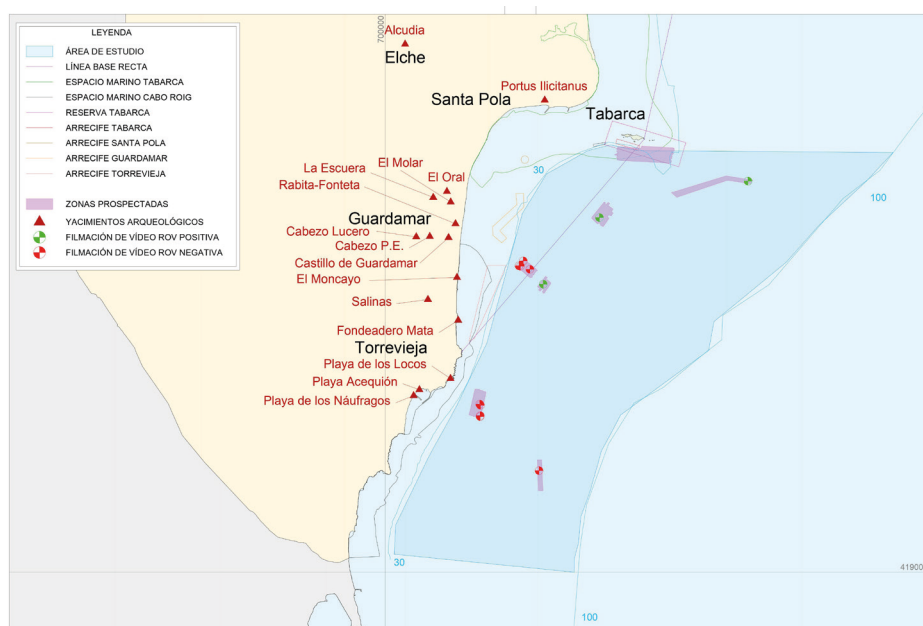 LEYENDA
ÁREA DE ESTUDIO
LÍNEA BASE RECTA
ESPACIO MARINO TABARCA
ESPACIO MARINO CABO ROIG
RESERVA TABARCA
ARRECIFE TABARCA
ARRECIFE SANTA POLA
ARRECIFE GUARDAMAR
ARRECIFE TORREVIEJA
ZONAS PROSPECTADAS
YACIMIENTOS ARQUEOLÓGICOS
FILMACIÓN DE VÍDEO ROV POSITIVA
FILMACIÓN DE VÍDEO ROV NEGATIVA
700000
Alcudia
Elche
Portus Ilicitanus
Santa Pola
Tabarca
El Molar
La Escuera
El Oral
Rabita-Fonteta
30
100
Guardamar
Cabezo Lucero
Cabezo P.E.
Castillo de Guardamar
El Moncayo
Salinas
Fondeadero Mata
Torrevieja
Playa de los Locos
Playa Acequión
Playa de los Náufragos
30
41900
100